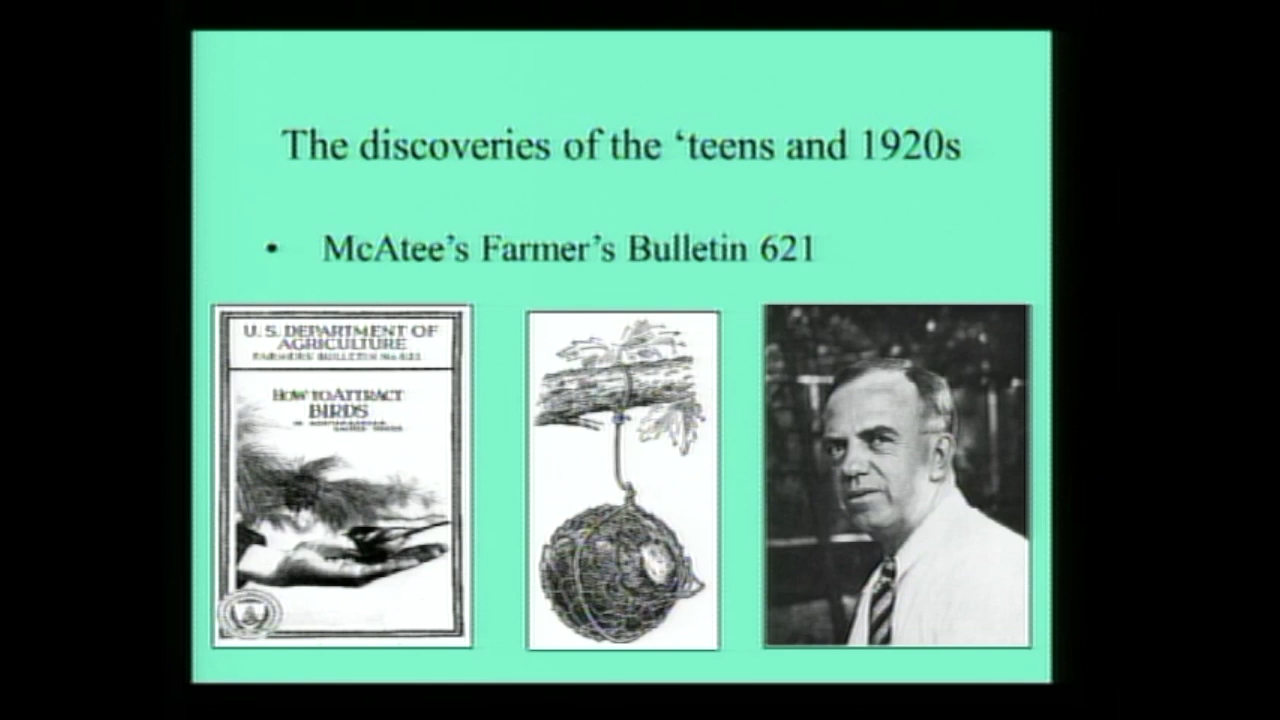 The discoveries of the ‘teens and 1920s
• McAtee’s Farmer’s Bulletin 621
U. S. DEPARTMENT OF
AGRICULTURE
FARMERS' BULLETIN No. 621
HOW TO ATTRACT
BIRDS